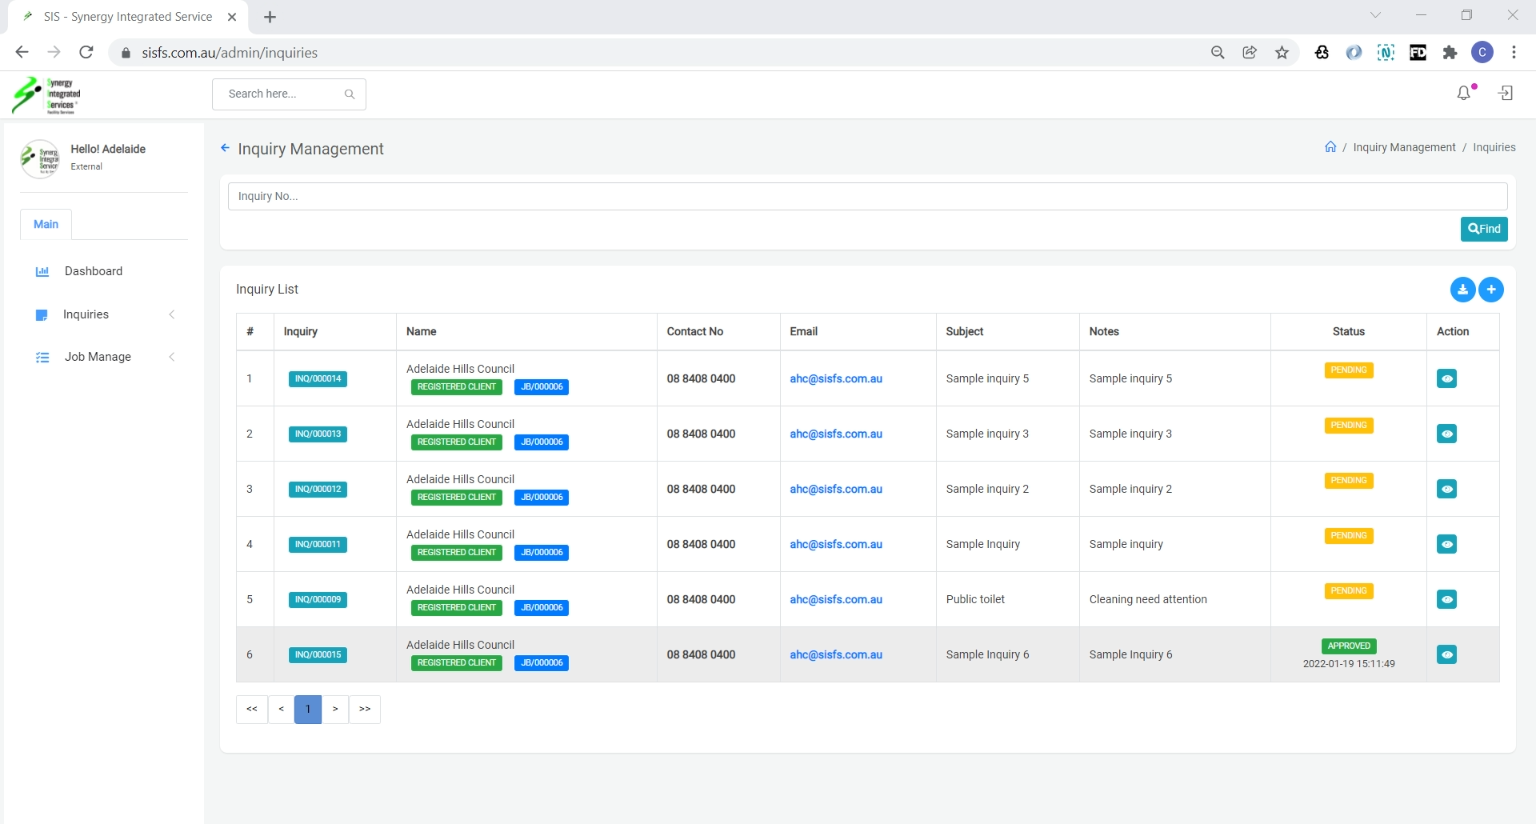 SIS - Synergy Integrated Service
sisfs.com.au/admin/inquiries
C
Synergy
Integrated
Services
Search here...
Hello! Adelaide
External
Main
Dashboard
Inquiries
Job Manage
Inquiry Management
/ Inquiry Management / Inquiries
Inquiry No...
Find
Inquiry List
# Inquiry Name Contact No Email Subject Notes Status Action
1 INQ/000014 Adelaide Hills Council REGISTERED CLIENT JB/000006 08 8408 0400 ahc@sisfs.com.au Sample inquiry 5 Sample inquiry 5 PENDING
2 INQ/000013 Adelaide Hills Council REGISTERED CLIENT JB/000006 08 8408 0400 ahc@sisfs.com.au Sample inquiry 3 Sample inquiry 3 PENDING
3 INQ/000012 Adelaide Hills Council REGISTERED CLIENT JB/000006 08 8408 0400 ahc@sisfs.com.au Sample inquiry 2 Sample inquiry 2 PENDING
4 INQ/000011 Adelaide Hills Council REGISTERED CLIENT JB/000006 08 8408 0400 ahc@sisfs.com.au Sample Inquiry Sample inquiry PENDING
5 INQ/000009 Adelaide Hills Council REGISTERED CLIENT JB/000006 08 8408 0400 ahc@sisfs.com.au Public toilet Cleaning need attention PENDING
6 INQ/000015 Adelaide Hills Council REGISTERED CLIENT JB/000006 08 8408 0400 ahc@sisfs.com.au Sample Inquiry 6 Sample Inquiry 6 APPROVED 2022-01-19 15:11:49
<< < 1 > >>